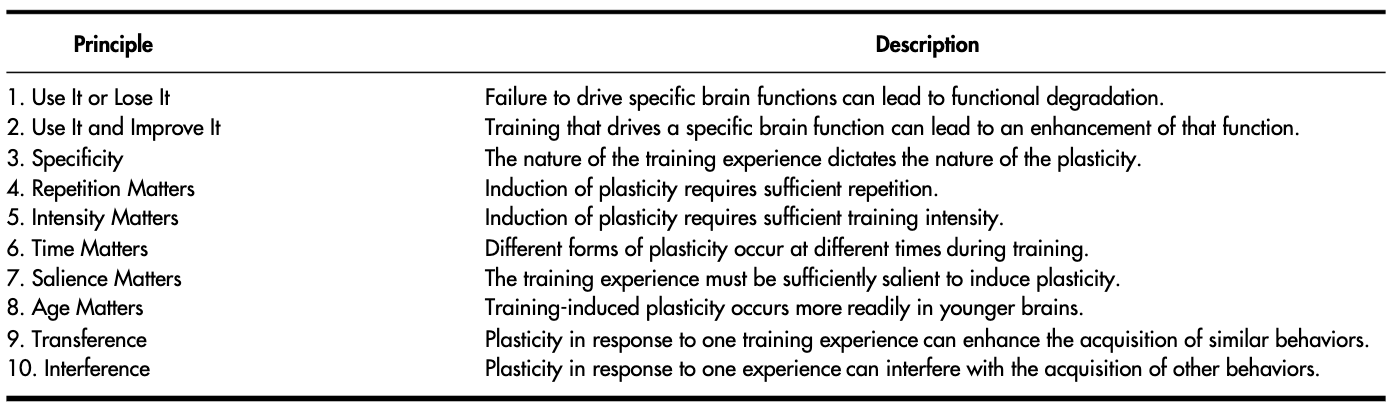 Principle Description
1. Use It or Lose It Failure to drive specific brain functions can lead to functional degradation.
2. Use It and Improve It Training that drives a specific brain function can lead to an enhancement of that function.
3. Specificity The nature of the training experience dictates the nature of the plasticity.
4. Repetition Matters Induction of plasticity requires sufficient repetition.
5. Intensity Matters Induction of plasticity requires sufficient training intensity.
6. Time Matters Different forms of plasticity occur at different times during training.
7. Salience Matters The training experience must be sufficiently salient to induce plasticity.
8. Age Matters Training-induced plasticity occurs more readily in younger brains.
9. Transference Plasticity in response to one training experience can enhance the acquisition of similar behaviors.
10. Interference Plasticity in response to one experience can interfere with the acquisition of other behaviors.